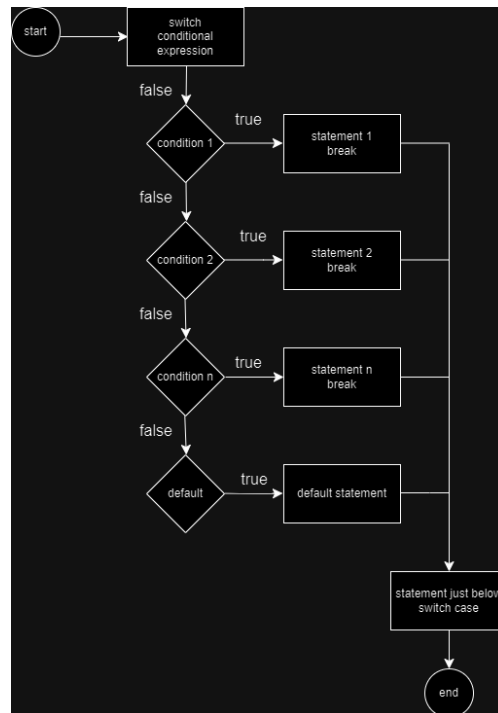 start
switch
conditional
expression
false
condition 1
true
statement 1
break
false
condition 2
true
statement 2
break
false
condition n
true
statement n
break
false
default
true
default statement
statement just below
switch case
end